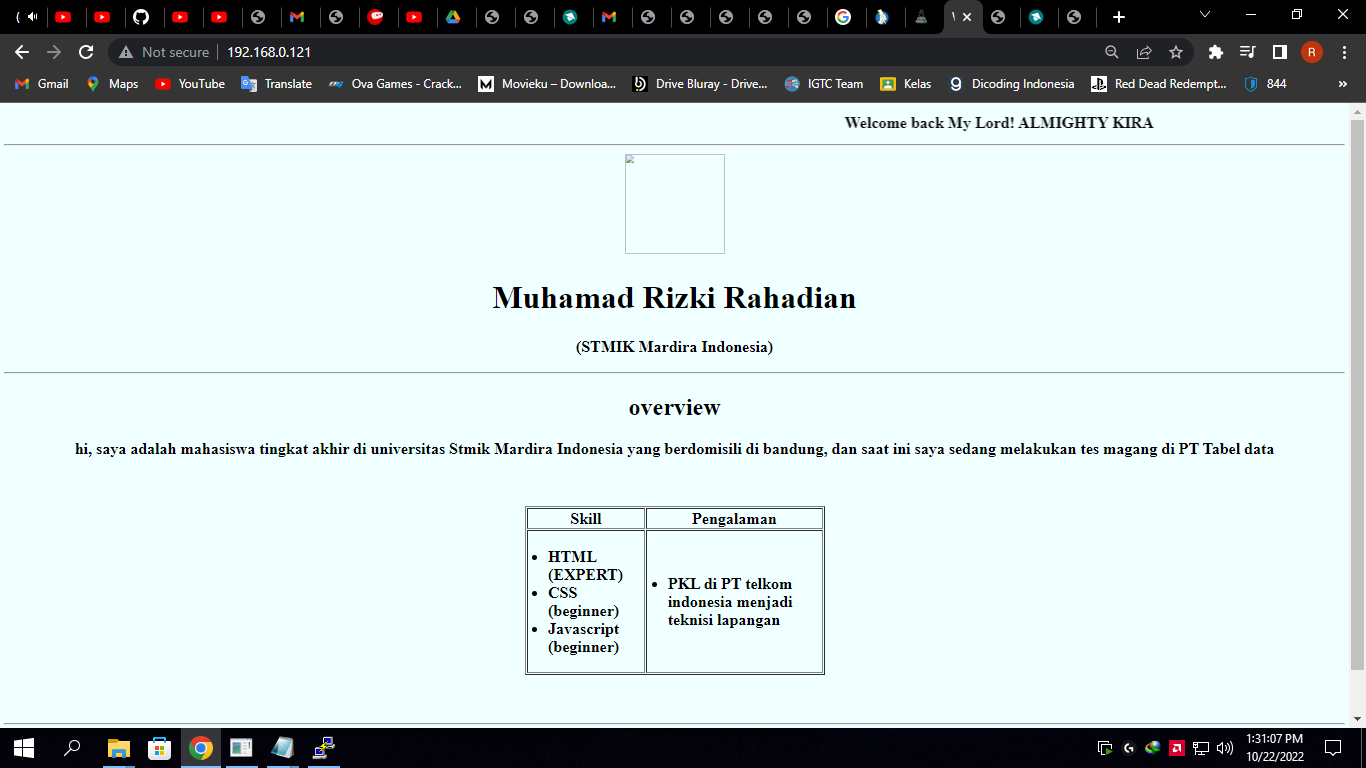 Not secure 192.168.0.121
R
Gmail Maps YouTube Translate Ova Games - Crack... Movieku – Downloa... Drive Bluray - Drive... IGTC Team Kelas Dicoding Indonesia Red Dead Redempt... 844 »
Welcome back My Lord! ALMIGHTY KIRA
Muhamad Rizki Rahadian
(STMIK Mardira Indonesia)
overview
hi, saya adalah mahasiswa tingkat akhir di universitas Stmik Mardira Indonesia yang berdomisili di bandung, dan saat ini saya sedang melakukan tes magang di PT Tabel data
Skill Pengalaman
HTML
(EXPERT)
CSS
(beginner)
Javascript
(beginner)
PKL di PT telkom
indonesia menjadi
teknisi lapangan
1:31:07 PM
10/22/2022